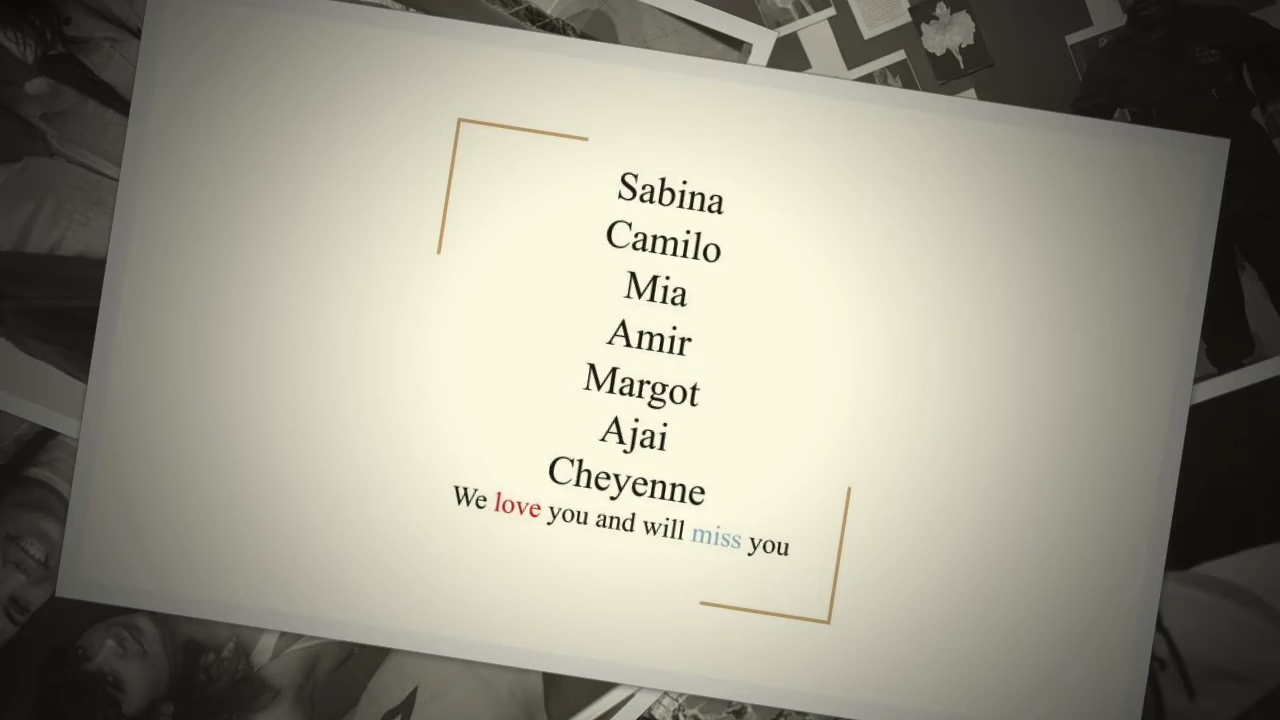 Sabina
Camilo
Mia
Amir
Margot
Ajai
Cheyenne
We love you and will miss you